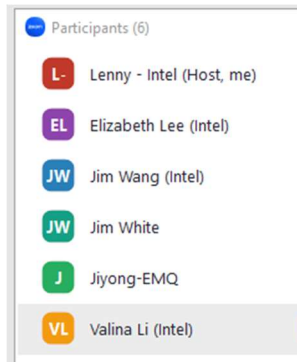 zoom Participants (6)
L- Lenny - Intel (Host, me)
EL Elizabeth Lee (Intel)
JW Jim Wang (Intel)
JW Jim White
J Jiyong-EMQ
VL Valina Li (Intel)